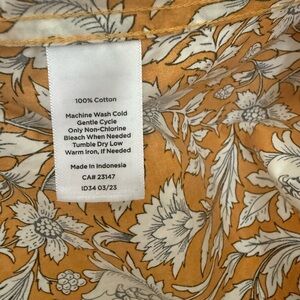 100% Cotton
Machine Wash Cold
Gentle Cycle
Only Non-Chlorine
Bleach When Needed
Tumble Dry Low
Warm Iron, If Needed
Made In Indonesia
CA# 23147
ID34 03/23